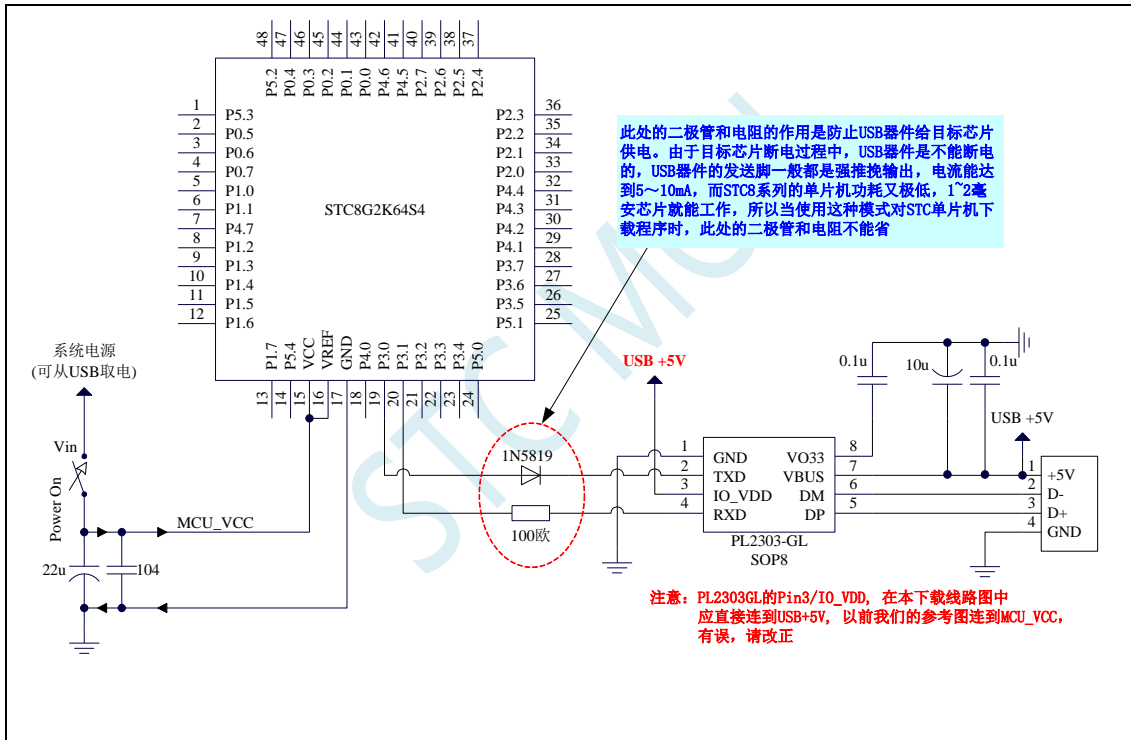 48 47 46 45 44 43 42 41 40 39 38 37
P5.2 P0.4 P0.3 P0.2 P0.1 P0.0 P4.6 P4.5 P2.7 P2.6 P2.5 P2.4
1 P5.3
2 P0.5
3 P0.6
4 P0.7
5 P1.0
6 P1.1
7 P4.7
8 P1.2
9 P1.3
10 P1.4
11 P1.5
12 P1.6
STC8G2K64S4
P2.3 36
P2.2 35
P2.1 34
P2.0 33
P4.4 32
P4.3 31
P4.2 30
P4.1 29
P3.7 28
P3.6 27
P3.5 26
P5.1 25
P1.7 P5.4 VCC VREF GND P4.0 P3.0 P3.1 P3.2 P3.3 P3.4 P5.0
13 14 15 16 17 18 19 20 21 22 23 24
此处的二极管和电阻的作用是防止USB器件给目标芯片
供电。由于目标芯片断电过程中，USB器件是不能断电
的，USB器件的发送脚一般都是强推挽输出，电流能达
到5～10mA，而STC8系列的单片机功耗又极低，1~2毫
安芯片就能工作，所以当使用这种模式对STC单片机下
载程序时，此处的二极管和电阻不能省
STC MCU
系统电源
(可从USB取电)
Vin
Power On
MCU_VCC
22u
104
1N5819
100欧
USB +5V
0.1u
10u
0.1u
USB +5V
1 GND
2 TXD
3 IO_VDD
4 RXD
VO33 8
VBUS 7
DM 6
DP 5
PL2303-GL
SOP8
1 +5V
2 D-
3 D+
4 GND
注意：PL2303GL的Pin3/IO_VDD, 在本下载线路图中
应直接连到USB+5V, 以前我们的参考图连到MCU_VCC,
有误，请改正